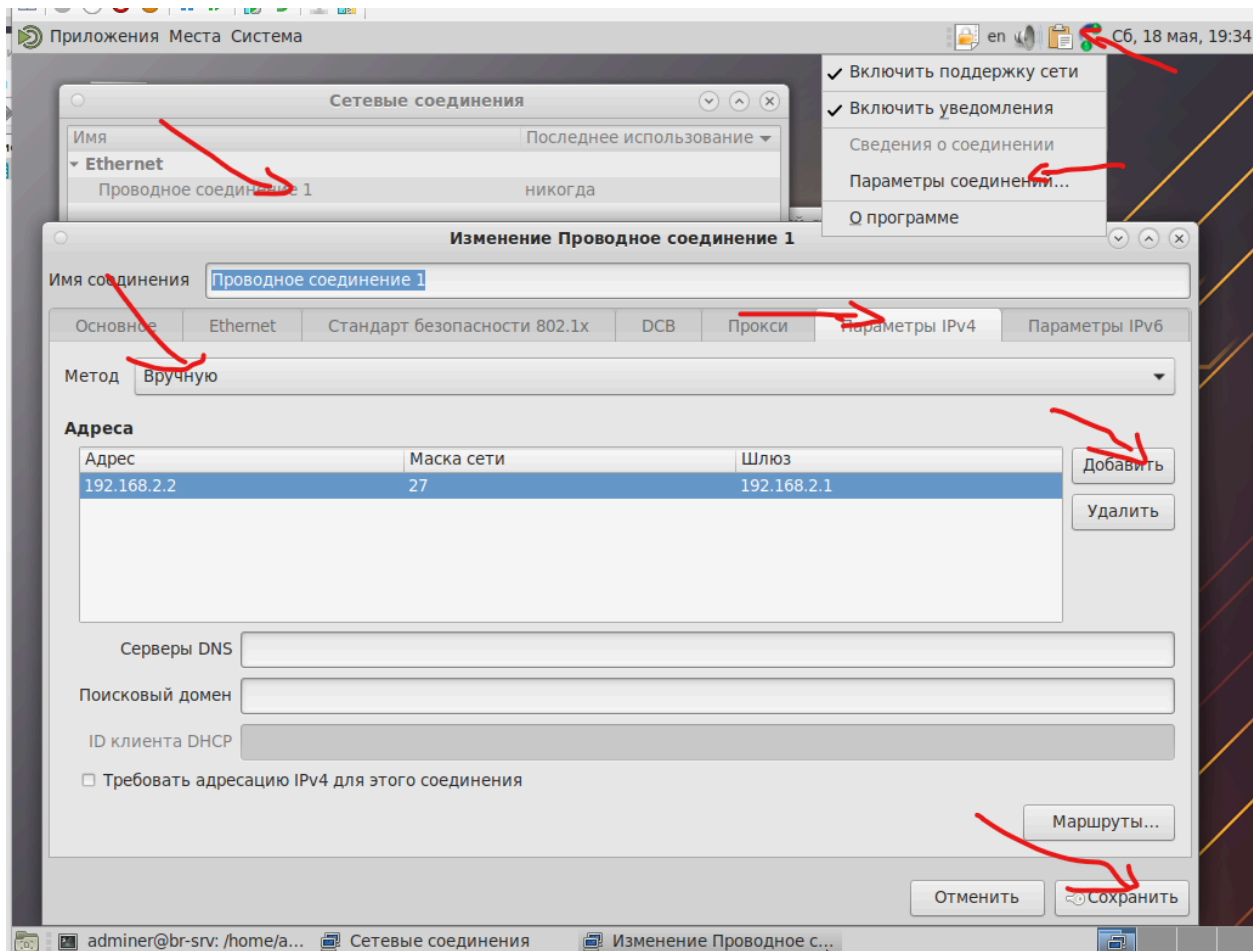 Приложения Места Система
en
Сб, 18 мая, 19:34
Включить поддержку сети
Включить уведомления
Сведения о соединении
Параметры соединений...
О программе
Сетевые соединения
Имя Последнее использование
Ethernet
Проводное соединение 1 никогда
Изменение Проводное соединение 1
Имя соединения Проводное соединение 1
Основное Ethernet Стандарт безопасности 802.1x DCB Прокси Параметры IPv4 Параметры IPv6
Метод Вручную
Адреса
Адрес Маска сети Шлюз
192.168.2.2 27 192.168.2.1
Добавить
Удалить
Серверы DNS
Поисковый домен
ID клиента DHCP
Требовать адресацию IPv4 для этого соединения
Маршруты...
Отменить Сохранить
adminer@br-srv: /home/a... Сетевые соединения Изменение Проводное с...